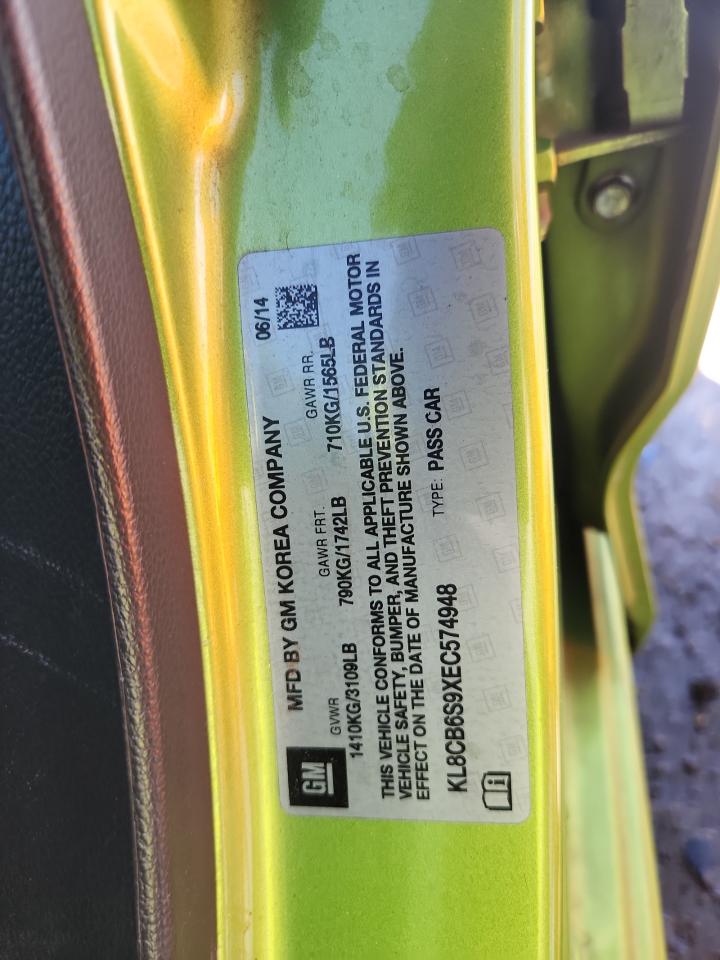 GM
MFD BY GM KOREA COMPANY 06/14
GVWR GAWR FRT. GAWR RR.
1410KG/3109LB 790KG/1742LB 710KG/1565LB
THIS VEHICLE CONFORMS TO ALL APPLICABLE U.S. FEDERAL MOTOR
VEHICLE SAFETY, BUMPER, AND THEFT PREVENTION STANDARDS IN
EFFECT ON THE DATE OF MANUFACTURE SHOWN ABOVE.
KL8CB6S9XEC574948 TYPE: PASS CAR